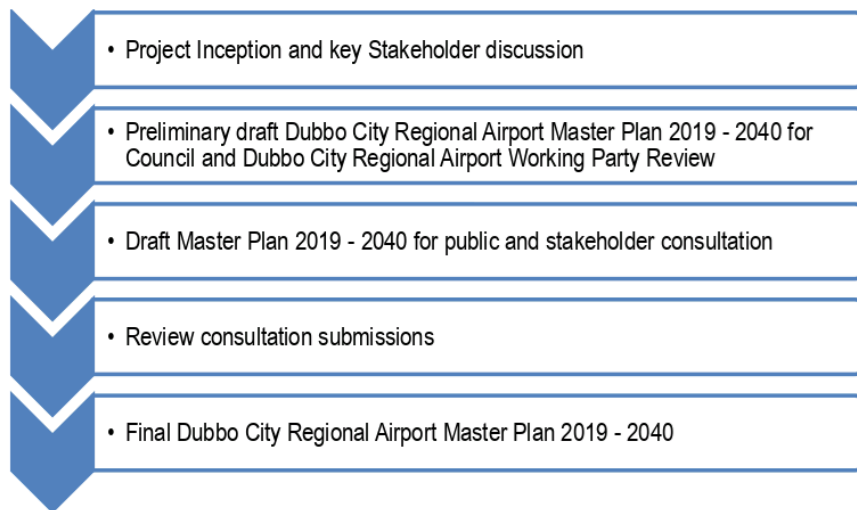 • Project Inception and key Stakeholder discussion
• Preliminary draft Dubbo City Regional Airport Master Plan 2019 - 2040 for
Council and Dubbo City Regional Airport Working Party Review
• Draft Master Plan 2019 - 2040 for public and stakeholder consultation
• Review consultation submissions
• Final Dubbo City Regional Airport Master Plan 2019 - 2040